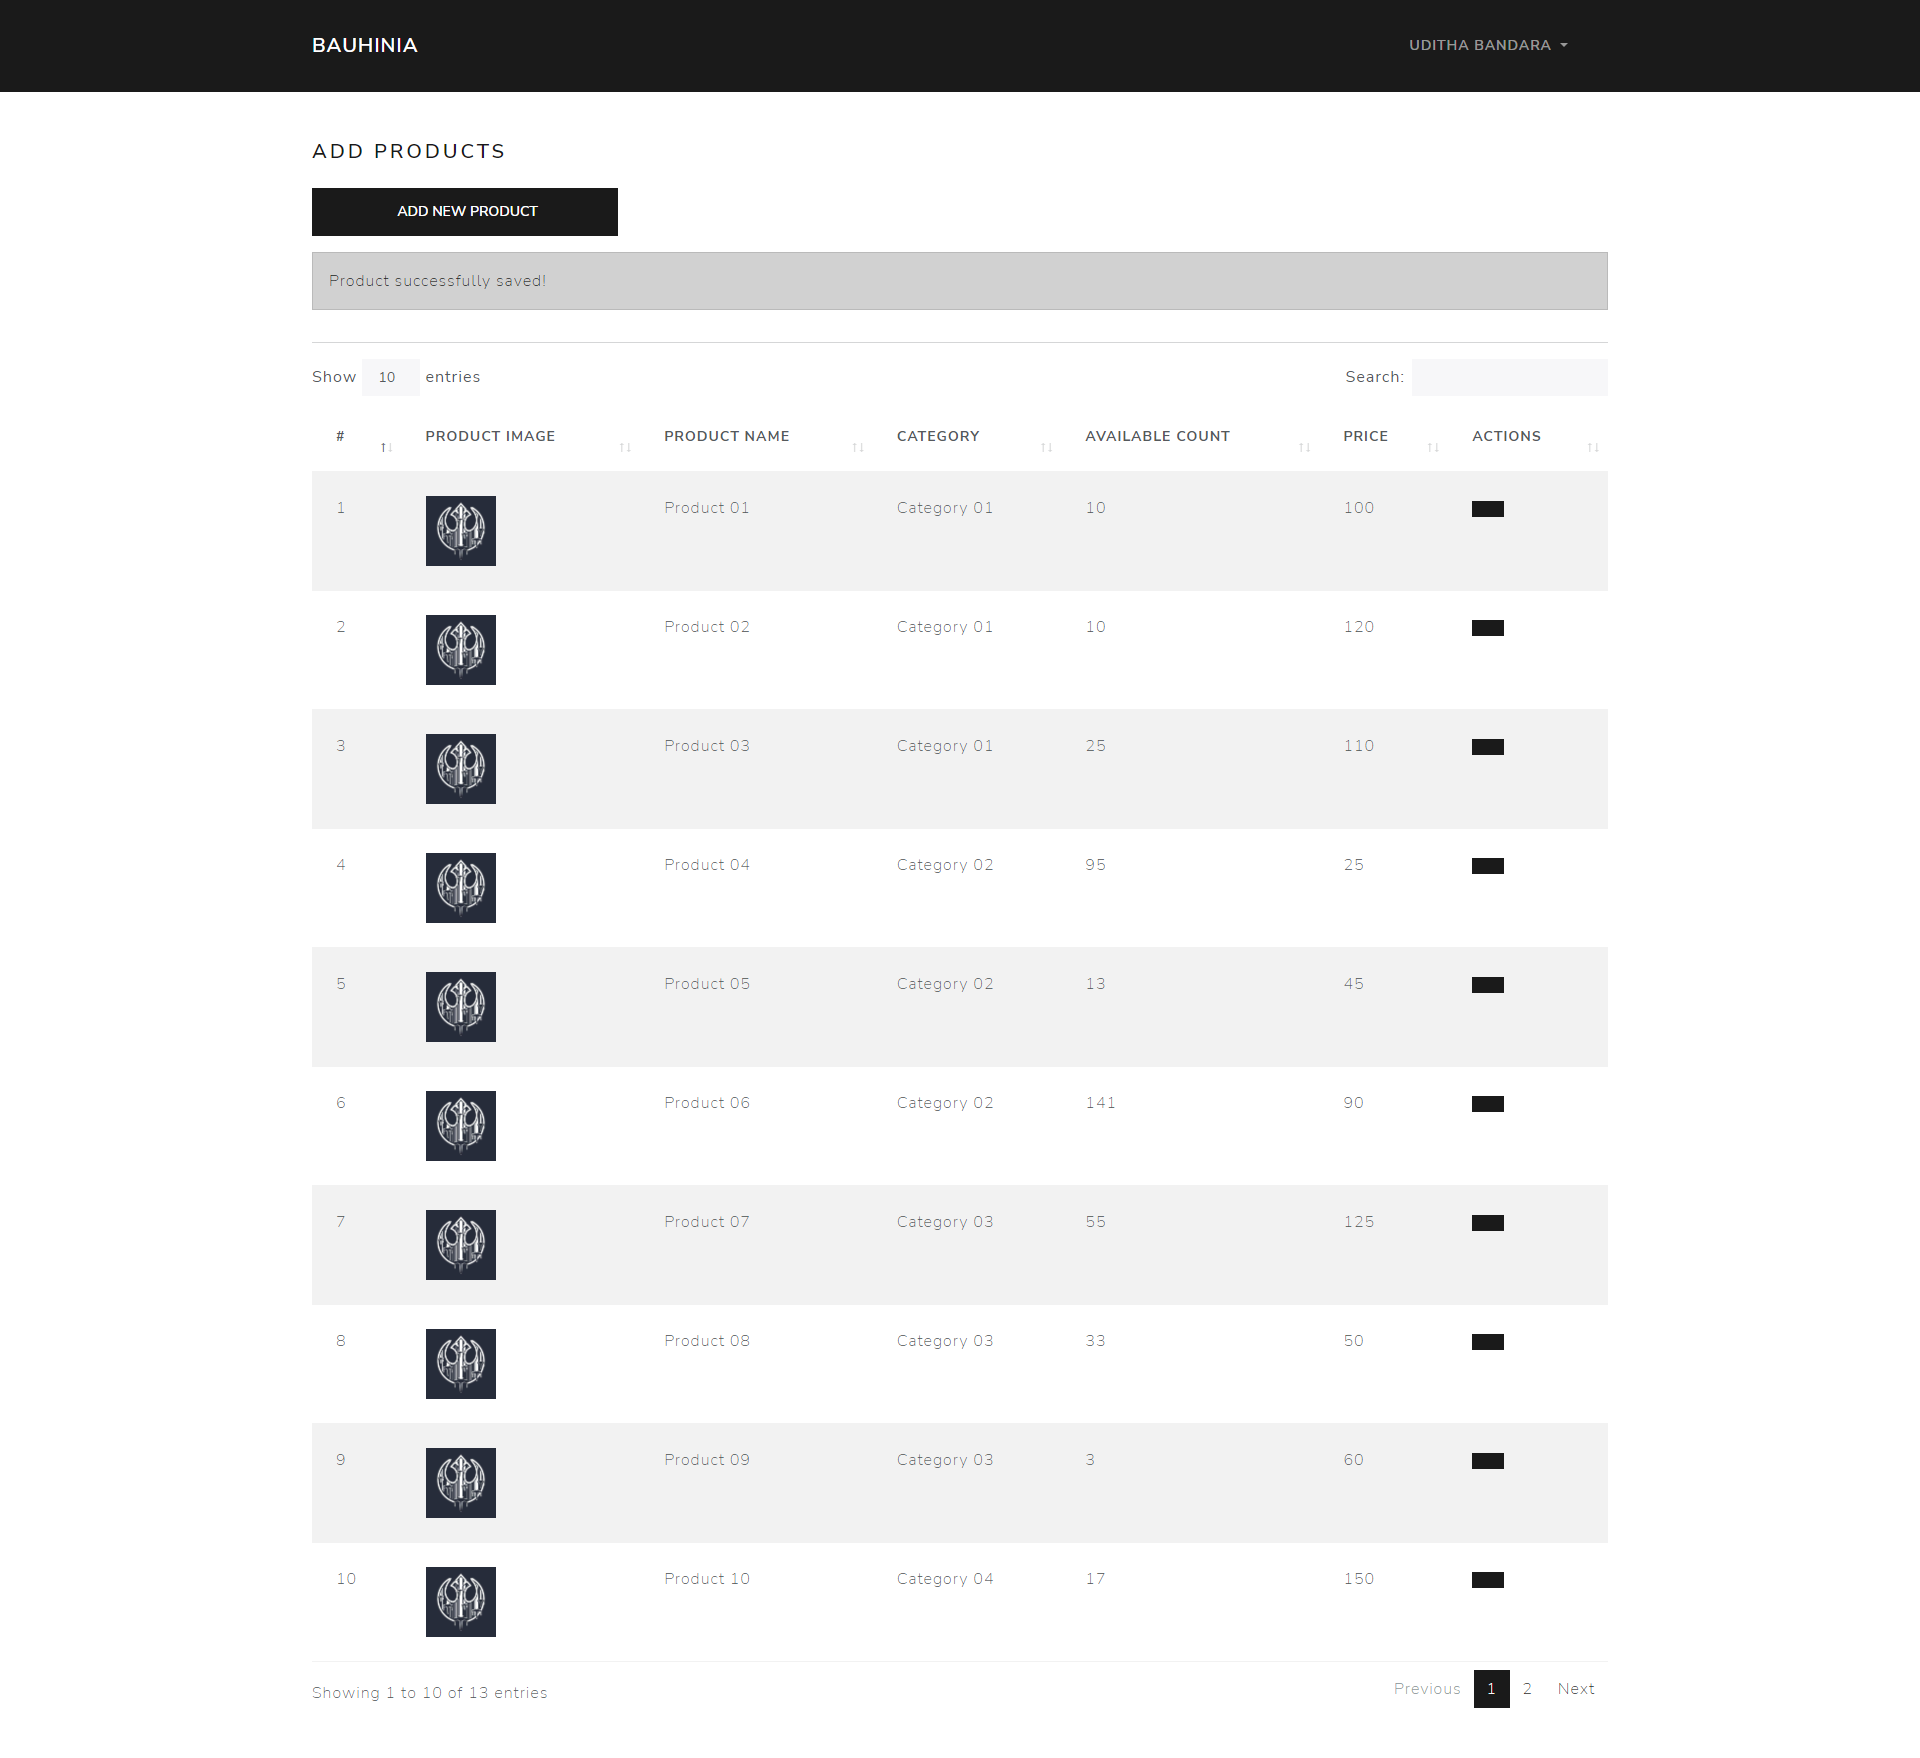 BAUHINIA
UDITHA BANDARA
ADD PRODUCTS
ADD NEW PRODUCT
Product successfully saved!
Show 10 entries
Search:
# PRODUCT IMAGE PRODUCT NAME CATEGORY AVAILABLE COUNT PRICE ACTIONS
1 Product 01 Category 01 10 100
2 Product 02 Category 01 10 120
3 Product 03 Category 01 25 110
4 Product 04 Category 02 95 25
5 Product 05 Category 02 13 45
6 Product 06 Category 02 141 90
7 Product 07 Category 03 55 125
8 Product 08 Category 03 33 50
9 Product 09 Category 03 3 60
10 Product 10 Category 04 17 150
Showing 1 to 10 of 13 entries
Previous 1 2 Next